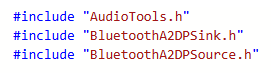 #include "AudioTools.h"
#include "BluetoothA2DPSink.h"
#include "BluetoothA2DPSource.h"